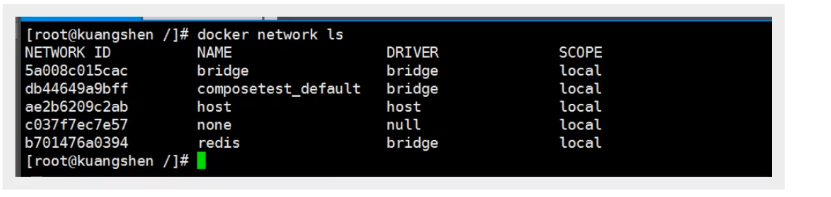 [root@kuangshen /]# docker network ls
NETWORK ID NAME DRIVER SCOPE
5a008c015cac bridge bridge local
db44649a9bff composetest_default bridge local
ae2b6209c2ab host host local
c037f7ec7e57 none null local
b701476a0394 redis bridge local
[root@kuangshen /]#